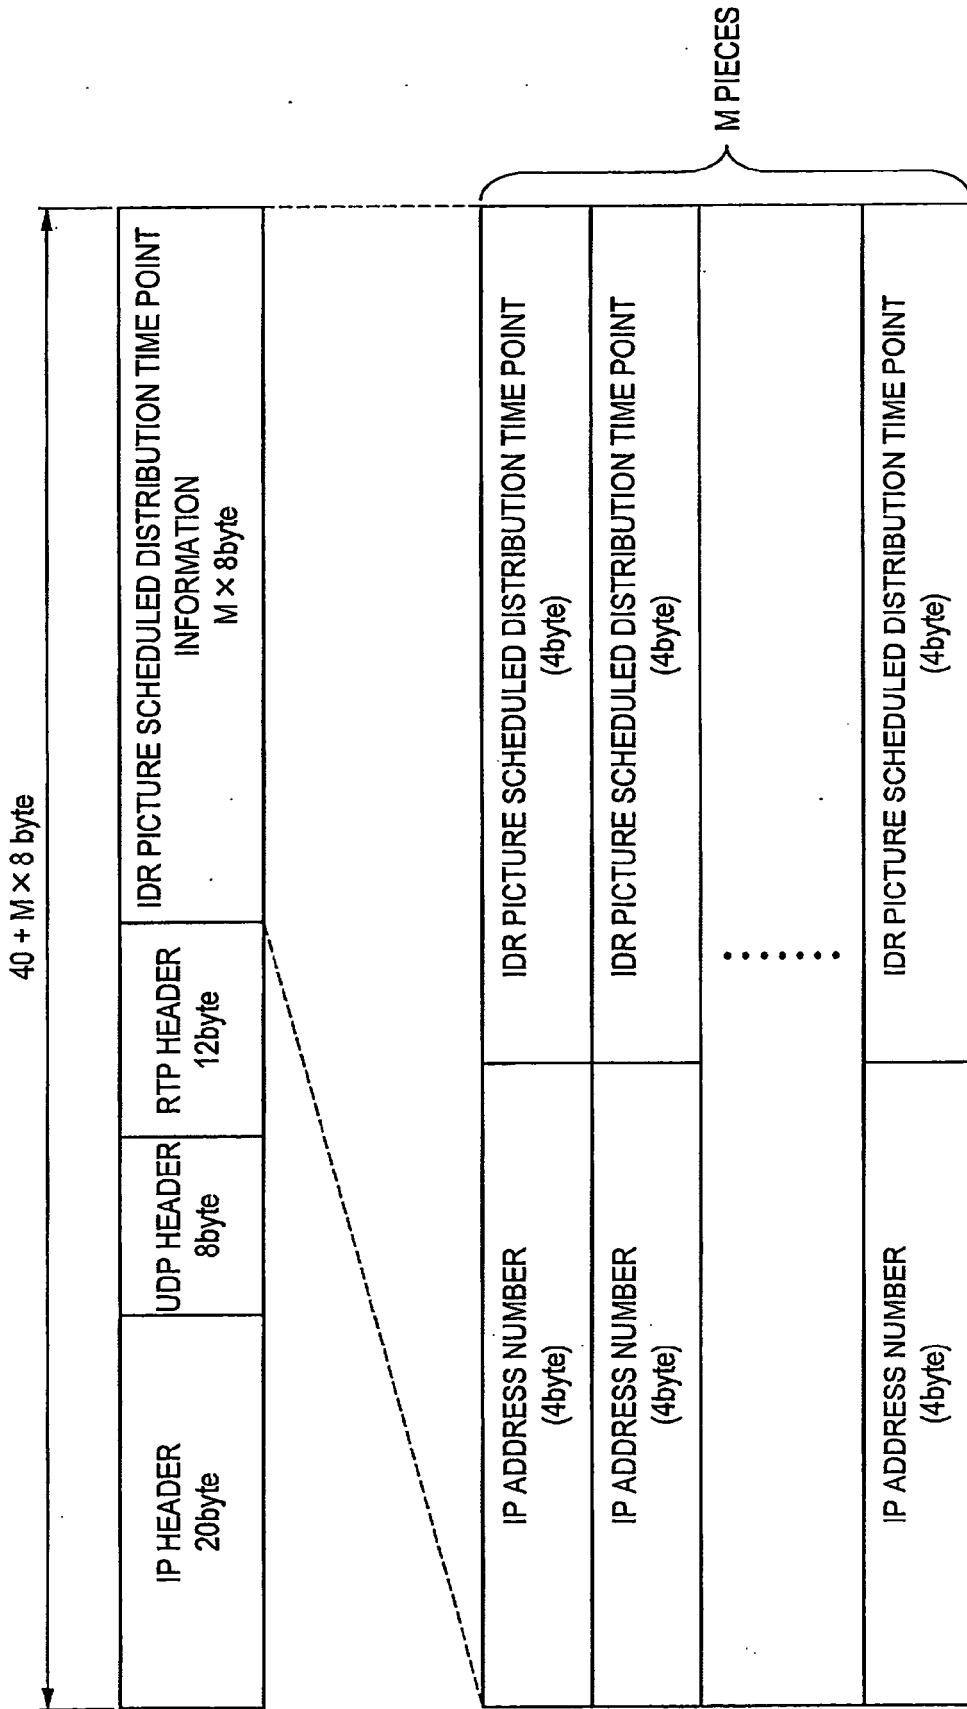 40 + M × 8 byte
IP HEADER
20byte
UDP HEADER
8byte
RTP HEADER
12byte
IDR PICTURE SCHEDULED DISTRIBUTION TIME POINT
INFORMATION
M × 8byte
IP ADDRESS NUMBER
(4byte)
IDR PICTURE SCHEDULED DISTRIBUTION TIME POINT
(4byte)
IP ADDRESS NUMBER
(4byte)
IDR PICTURE SCHEDULED DISTRIBUTION TIME POINT
(4byte)
IP ADDRESS NUMBER
(4byte)
IDR PICTURE SCHEDULED DISTRIBUTION TIME POINT
(4byte)
M PIECES